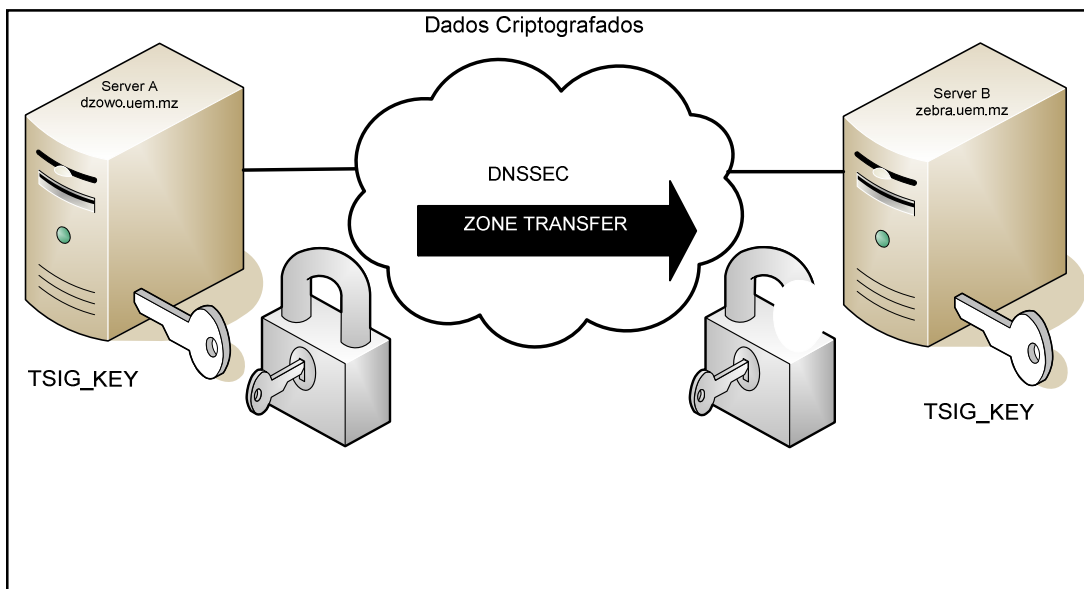 Dados Criptografados
Server A
dzowo.uem.mz
Server B
zebra.uem.mz
DNSSEC
ZONE TRANSFER
TSIG_KEY
TSIG_KEY